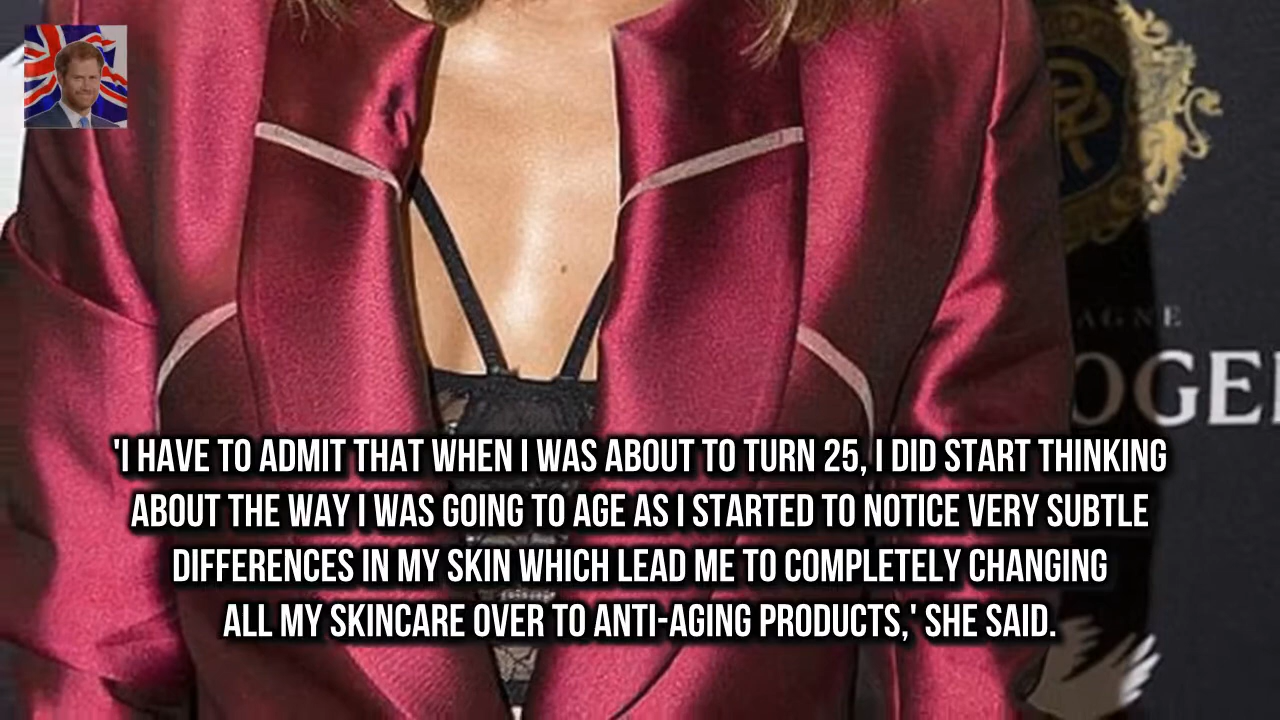 AGNE
OGE
'I HAVE TO ADMIT THAT WHEN I WAS ABOUT TO TURN 25, I DID START THINKING
ABOUT THE WAY I WAS GOING TO AGE AS I STARTED TO NOTICE VERY SUBTLE
DIFFERENCES IN MY SKIN WHICH LEAD ME TO COMPLETELY CHANGING
ALL MY SKINCARE OVER TO ANTI-AGING PRODUCTS,' SHE SAID.